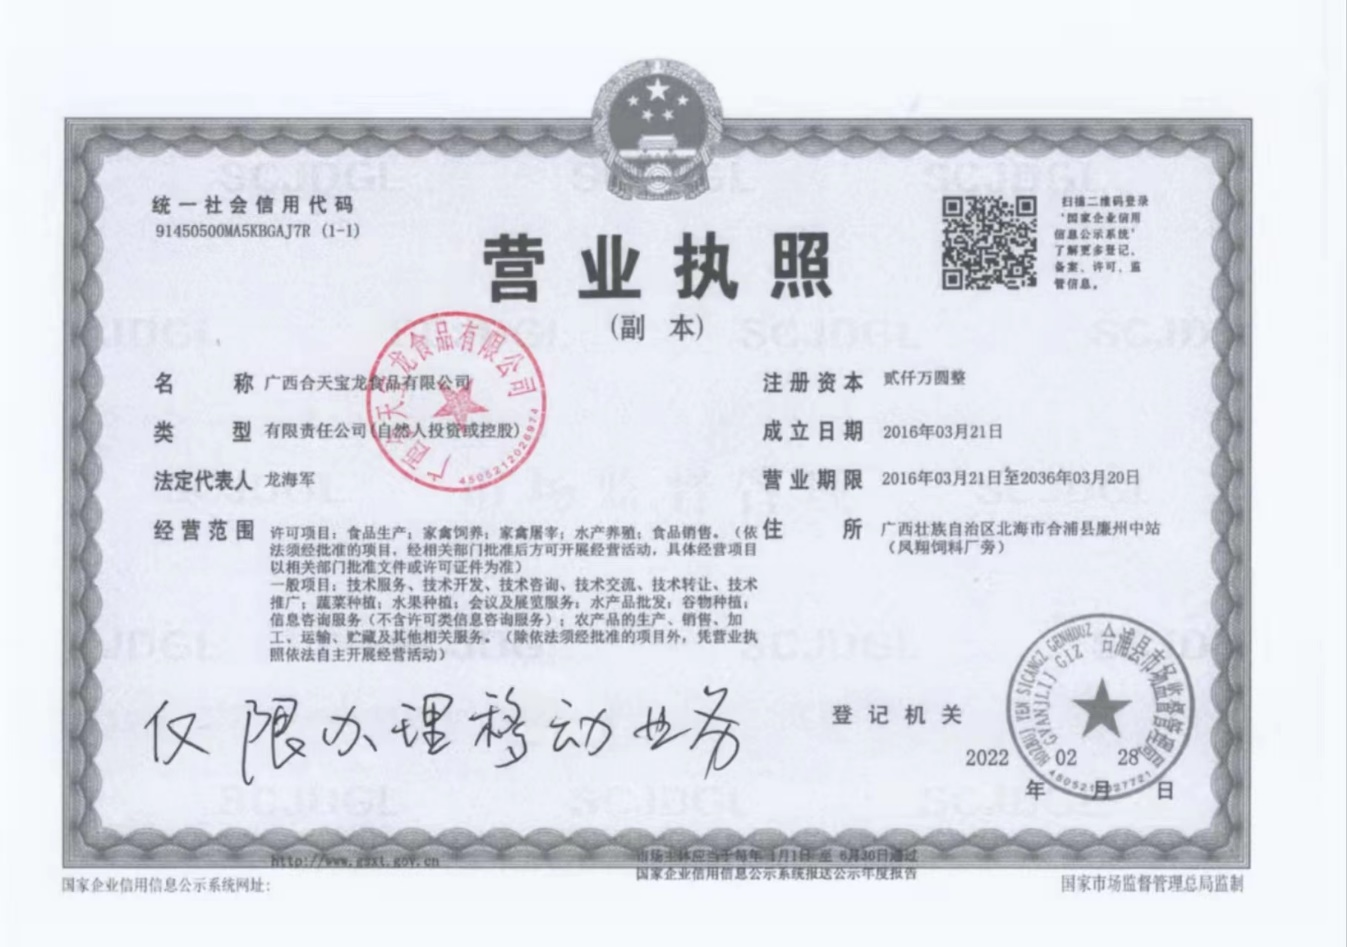 统一社会信用代码
91450500MA5KBGAJ7R (1-1)
扫描二维码登录
'国家企业信用
信息公示系统'
了解更多登记、
备案、许可、监
管信息。
营业执照
(副 本)
名 称 广西合天宝龙食品有限公司
类 型 有限责任公司(自然人投资或控股)
法定代表人 龙海军
经营范围 许可项目：食品生产；家禽饲养；家禽屠宰；水产养殖；食品销售。（依
法须经批准的项目，经相关部门批准后方可开展经营活动，具体经营项目
以相关部门批准文件或许可证件为准）
一般项目：技术服务、技术开发、技术咨询、技术交流、技术转让、技术
推广；蔬菜种植；水果种植；会议及展览服务；水产品批发；谷物种植；
信息咨询服务（不含许可类信息咨询服务）；农产品的生产、销售、加
工、运输、贮藏及其他相关服务。（除依法须经批准的项目外，凭营业执
照依法自主开展经营活动）
注册资本 贰仟万圆整
成立日期 2016年03月21日
营业期限 2016年03月21日至2036年03月20日
住 所 广西壮族自治区北海市合浦县廉州中站
（凤翔饲料厂旁）
广西合天宝龙食品有限公司
仅限办理移动业务
登记机关
合浦县市场监督管理局
2022 02 28
年 月 日
http://www.gsxt.gov.cn
国家企业信用信息公示系统网址：
市场主体应当于每年 1月1日 至 6月30日通过
国家企业信用信息公示系统报送公示年度报告
国家市场监督管理总局监制
SCJDGL